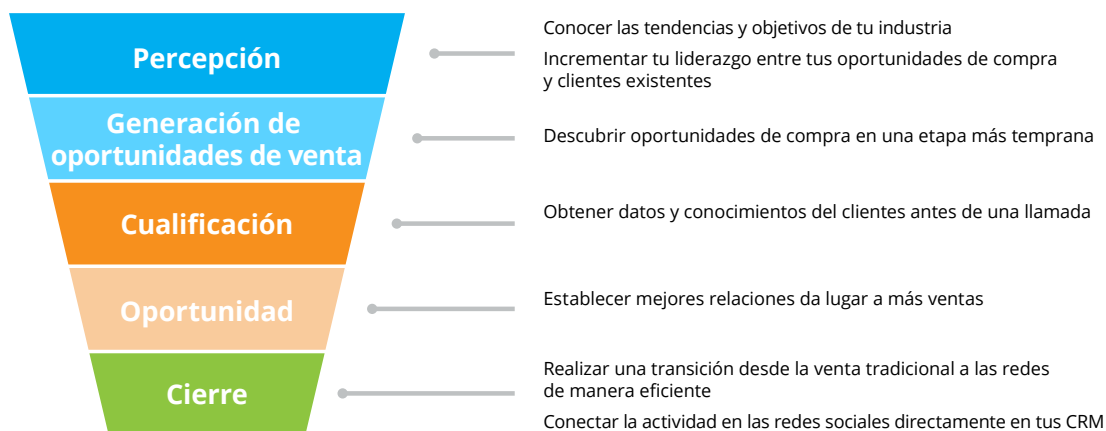 Percepción
Conocer las tendencias y objetivos de tu industria
Incrementar tu liderazgo entre tus oportunidades de compra
y clientes existentes
Generación de
oportunidades de venta
Descubrir oportunidades de compra en una etapa más temprana
Cualificación
Obtener datos y conocimientos del clientes antes de una llamada
Oportunidad
Establecer mejores relaciones da lugar a más ventas
Cierre
Realizar una transición desde la venta tradicional a las redes
de manera eficiente
Conectar la actividad en las redes sociales directamente en tus CRM